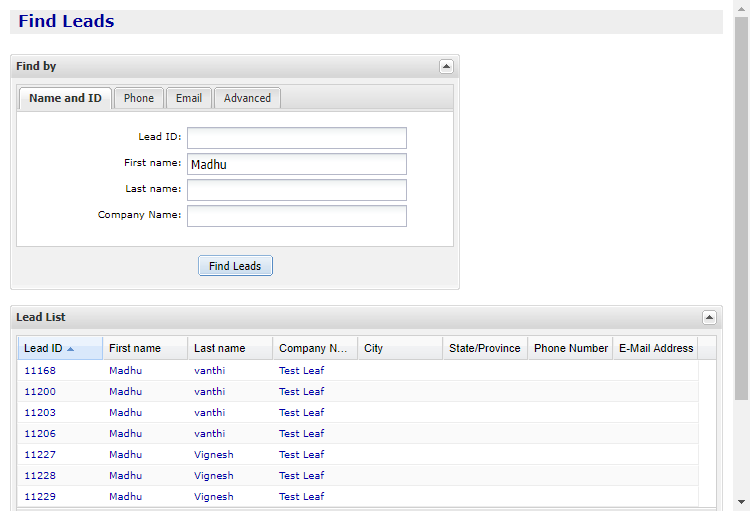 Find Leads
Find by
Name and ID Phone Email Advanced
Lead ID:
First name: Madhu
Last name:
Company Name:
Find Leads
Lead List
Lead ID First name Last name Company N... City State/Province Phone Number E-Mail Address
11168 Madhu vanthi Test Leaf
11200 Madhu vanthi Test Leaf
11203 Madhu vanthi Test Leaf
11206 Madhu vanthi Test Leaf
11227 Madhu Vignesh Test Leaf
11228 Madhu Vignesh Test Leaf
11229 Madhu Vignesh Test Leaf